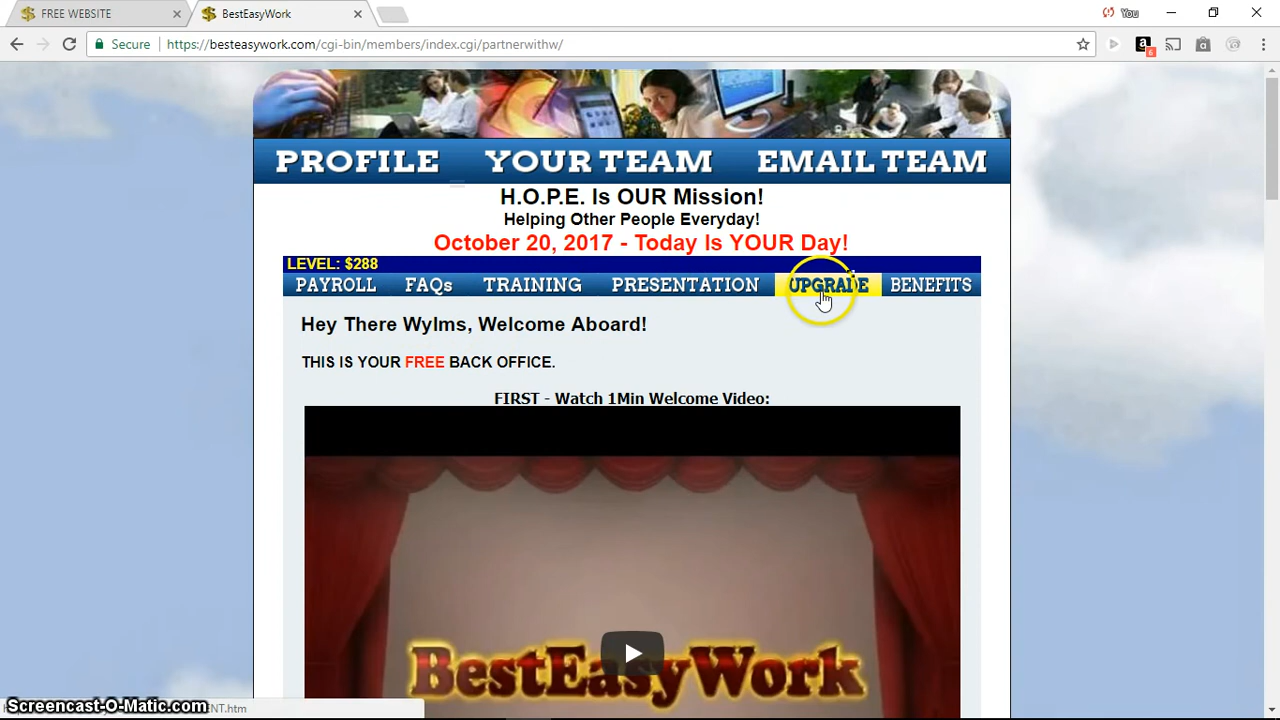 FREE WEBSITE
BestEasyWork
You
Secure
https://besteasywork.com/cgi-bin/members/index.cgi/partnerwithw/
6
PROFILE YOUR TEAM EMAIL TEAM
H.O.P.E. Is OUR Mission!
Helping Other People Everyday!
October 20, 2017 - Today Is YOUR Day!
LEVEL: $288
PAYROLL FAQs TRAINING PRESENTATION UPGRADE BENEFITS
Hey There Wylms, Welcome Aboard!
THIS IS YOUR FREE BACK OFFICE.
FIRST - Watch 1Min Welcome Video:
BestEasyWork
Screencast-O-Matic.com